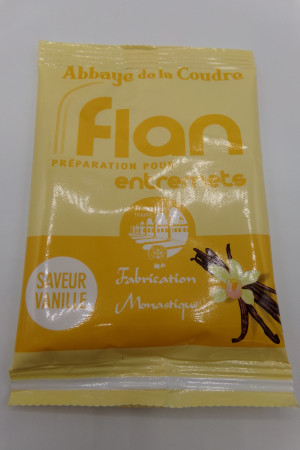 Abbaye de la Coudre
flan
PRÉPARATION POUR
entremets
SAVEUR
VANILLE
Fabrication
Monastique